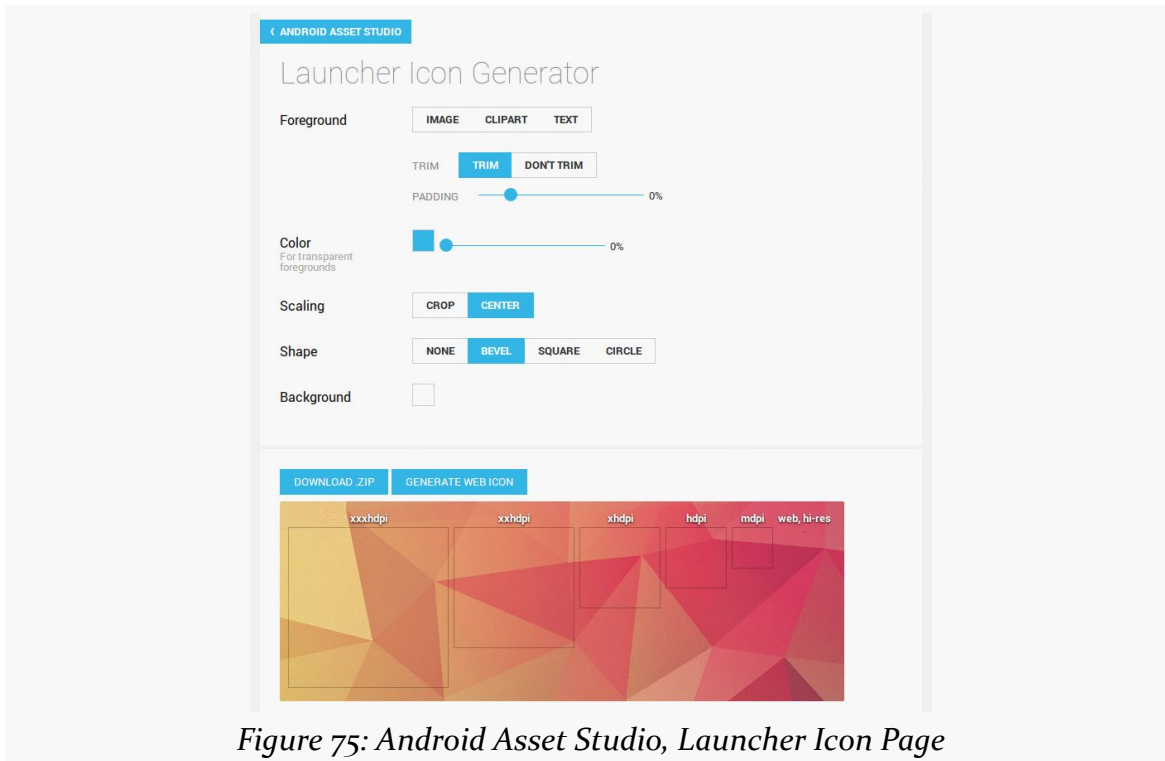 ‹ ANDROID ASSET STUDIO
Launcher Icon Generator
Foreground IMAGE CLIPART TEXT
TRIM TRIM DON'T TRIM
PADDING 0%
Color 0%
For transparent
foregrounds
Scaling CROP CENTER
Shape NONE BEVEL SQUARE CIRCLE
Background
DOWNLOAD .ZIP GENERATE WEB ICON
xxxhdpi xxhdpi xhdpi hdpi mdpi web, hi-res
Figure 75: Android Asset Studio, Launcher Icon Page